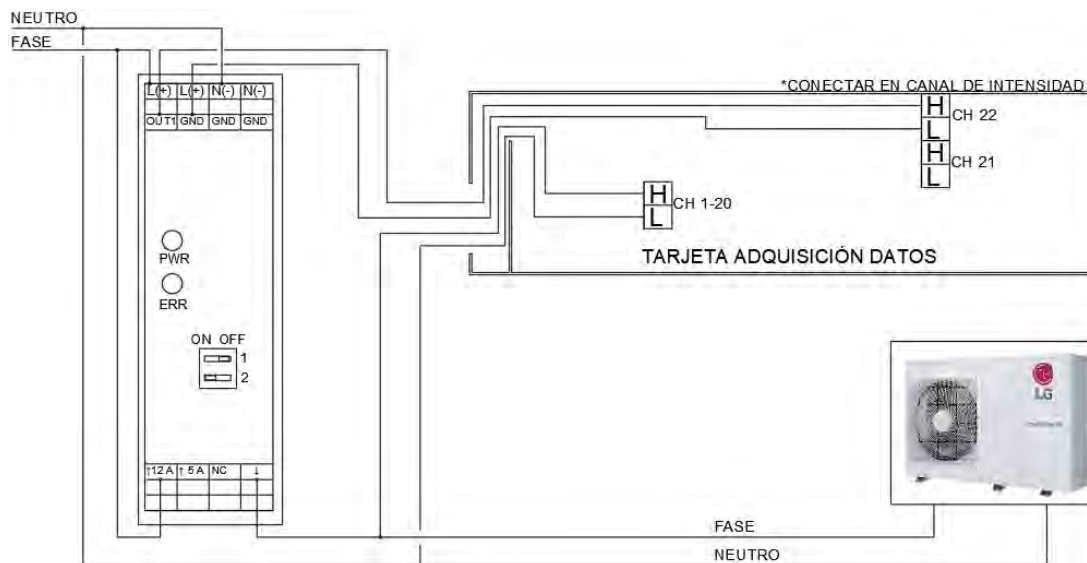 NEUTRO
FASE
L(+) L(+) N(-) N(-)
OUT1 GND GND GND
PWR
ERR
ON OFF
1
2
↑12 A ↑ 5 A NC ↓
*CONECTAR EN CANAL DE INTENSIDAD
H
L
CH 22
H
L
CH 21
H
L
CH 1-20
TARJETA ADQUISICIÓN DATOS
LG
FASE
NEUTRO